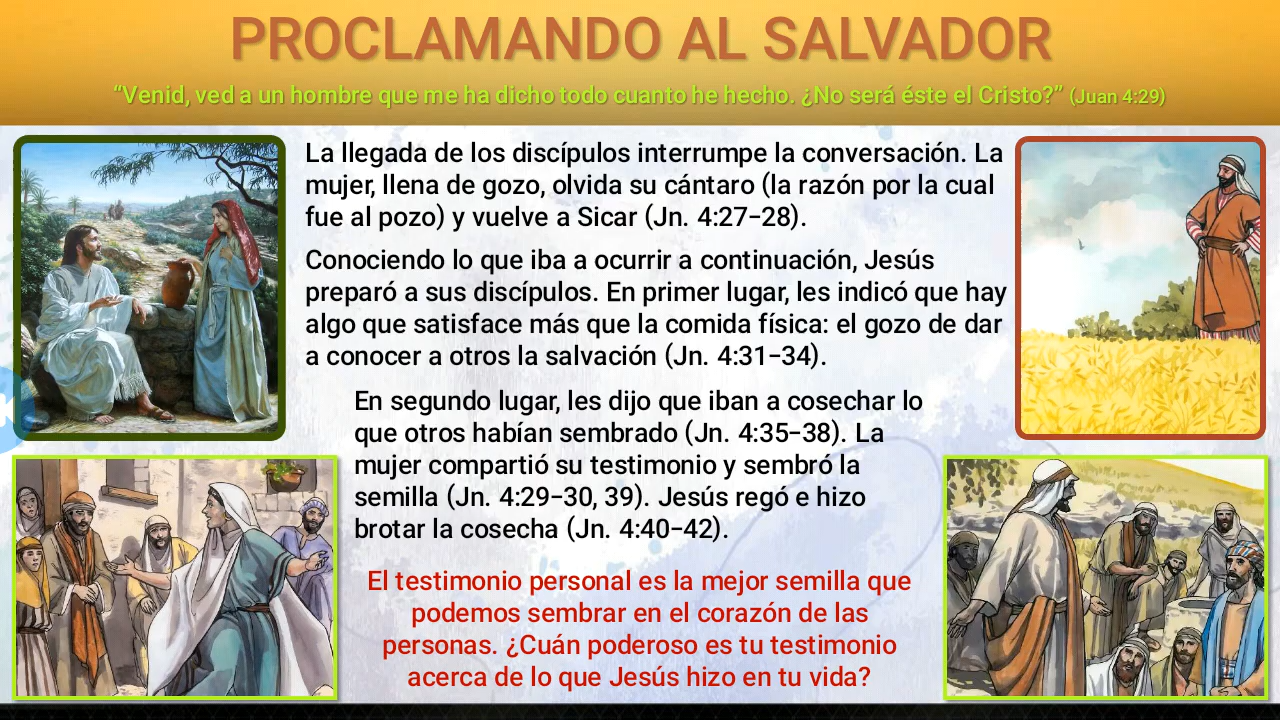 PROCLAMANDO AL SALVADOR
“Venid, ved a un hombre que me ha dicho todo cuanto he hecho. ¿No será éste el Cristo?” (Juan 4:29)
La llegada de los discípulos interrumpe la conversación. La
mujer, llena de gozo, olvida su cántaro (la razón por la cual
fue al pozo) y vuelve a Sicar (Jn. 4:27-28).
Conociendo lo que iba a ocurrir a continuación, Jesús
preparó a sus discípulos. En primer lugar, les indicó que hay
algo que satisface más que la comida física: el gozo de dar
a conocer a otros la salvación (Jn. 4:31-34).
En segundo lugar, les dijo que iban a cosechar lo
que otros habían sembrado (Jn. 4:35-38). La
mujer compartió su testimonio y sembró la
semilla (Jn. 4:29-30, 39). Jesús regó e hizo
brotar la cosecha (Jn. 4:40-42).
El testimonio personal es la mejor semilla que
podemos sembrar en el corazón de las
personas. ¿Cuán poderoso es tu testimonio
acerca de lo que Jesús hizo en tu vida?